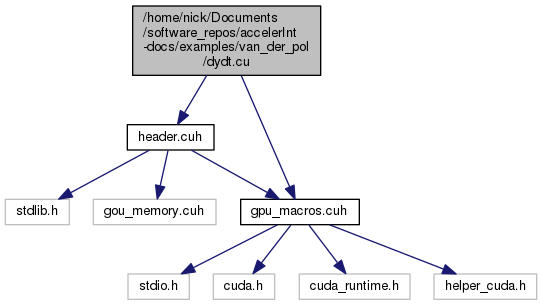 /home/nick/Documents
/software_repos/accelerInt
-docs/examples/van_der_pol
/dydt.cu
header.cuh
stdlib.h
gou_memory.cuh
gpu_macros.cuh
stdio.h
cuda.h
cuda_runtime.h
helper_cuda.h